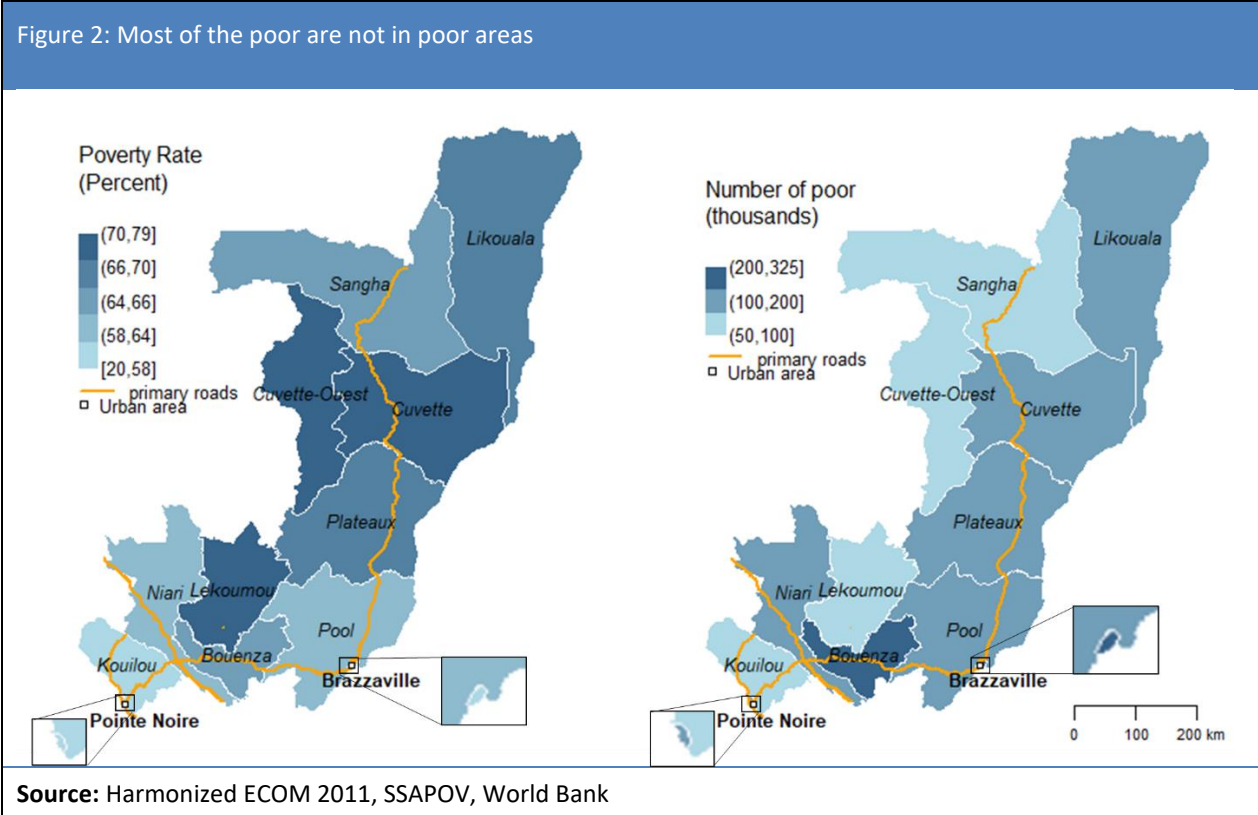 Figure 2: Most of the poor are not in poor areas
Poverty Rate
(Percent)
(70,79]
(66,70]
(64,66]
(58,64]
[20,58]
primary roads
Urban area
Likouala
Sangha
Cuvette-Ouest
Cuvette
Plateaux
Niari
Lekoumou
Pool
Kouilou
Bouenza
Brazzaville
Pointe Noire
Number of poor
(thousands)
(200,325]
(100,200]
(50,100]
primary roads
Urban area
Likouala
Sangha
Cuvette-Ouest
Cuvette
Plateaux
Niari
Lekoumou
Pool
Kouilou
Bouenza
Brazzaville
Pointe Noire
0 100 200 km
Source: Harmonized ECOM 2011, SSAPOV, World Bank